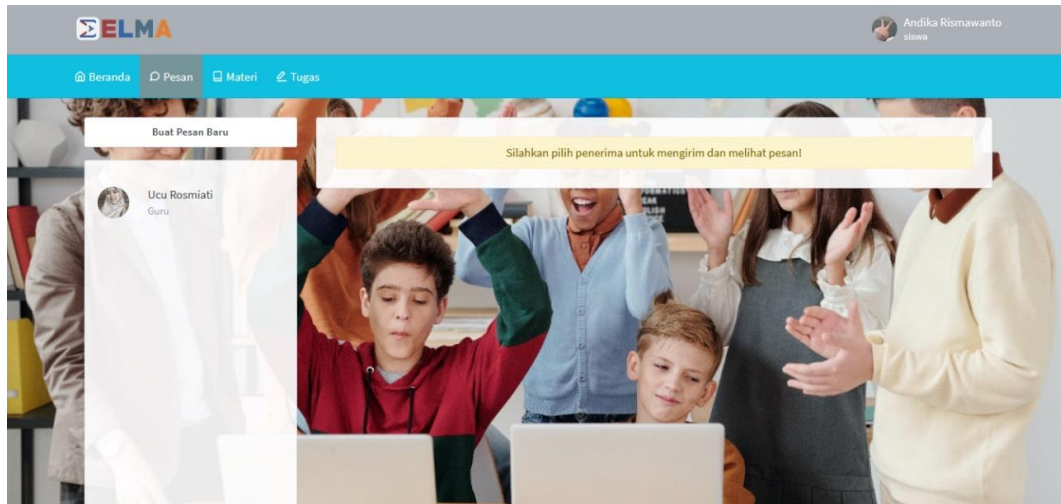 ELMA
Andika Rismawanto
siswa
Beranda
Pesan
Materi
Tugas
Buat Pesan Baru
Silahkan pilih penerima untuk mengirim dan melihat pesan!
Ucu Rosmiati
Guru